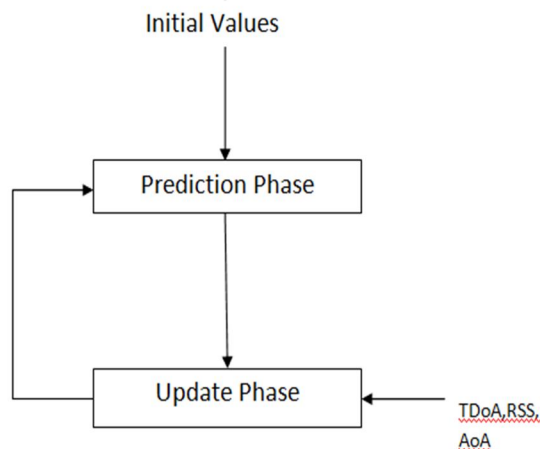 Initial Values
Prediction Phase
Update Phase
TDoA,RSS,
AoA